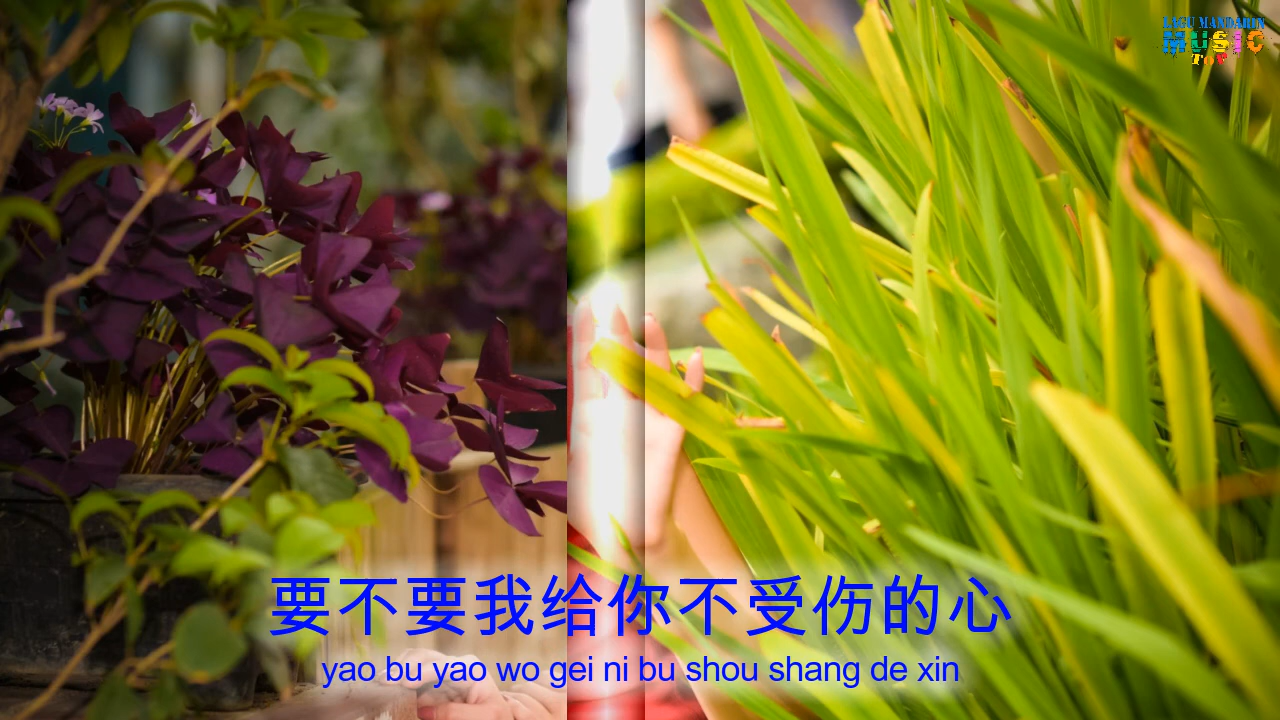 LAGU MANDARIN
MUSIC
TOP
要不要我给你不受伤的心
yao bu yao wo gei ni bu shou shang de xin